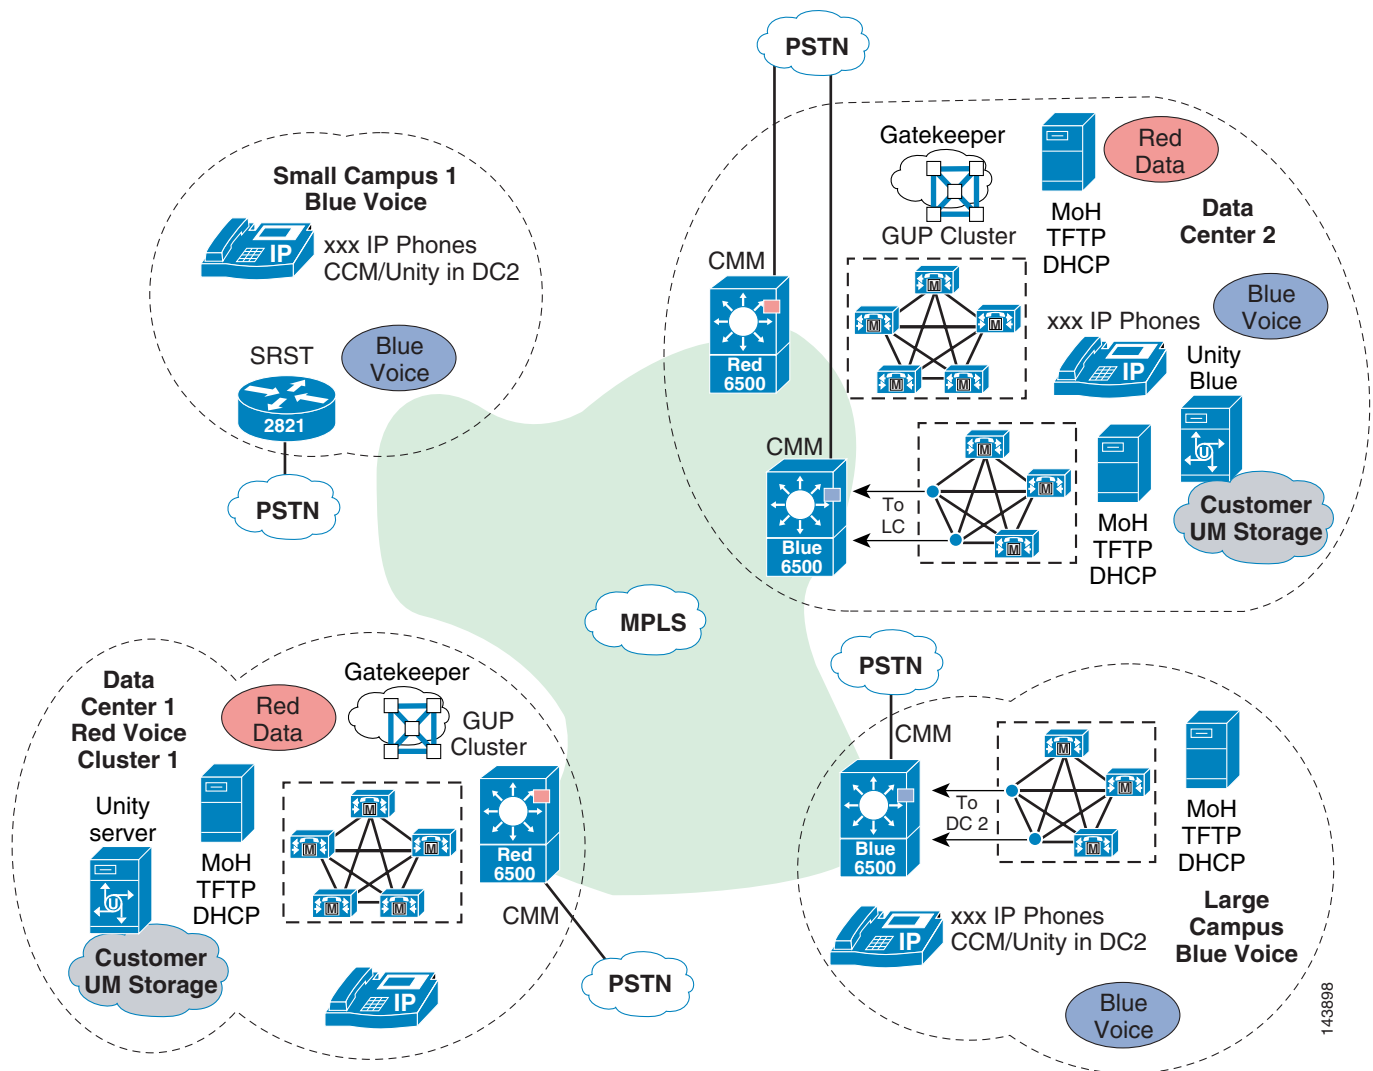 PSTN
Gatekeeper
Red
Data
Small Campus 1
Blue Voice
IP
xxx IP Phones
CCM/Unity in DC2
MoH
TFTP
DHCP
Data
Center 2
GUP Cluster
CMM
Red
6500
M
M
M
M
M
Blue
Voice
xxx IP Phones
IP
Unity
Blue
U
SRST
Blue
Voice
2821
PSTN
CMM
Blue
6500
To
LC
M
M
M
MoH
TFTP
DHCP
Customer
UM Storage
MPLS
PSTN
Data
Center 1
Red Voice
Cluster 1
Red
Data
Gatekeeper
GUP
Cluster
Unity
server
U
MoH
TFTP
DHCP
M
M
M
M
M
Red
6500
CMM
Customer
UM Storage
IP
PSTN
CMM
Blue
6500
To
DC 2
M
M
M
MoH
TFTP
DHCP
IP
xxx IP Phones
CCM/Unity in DC2
Large
Campus
Blue Voice
Blue
Voice
143898